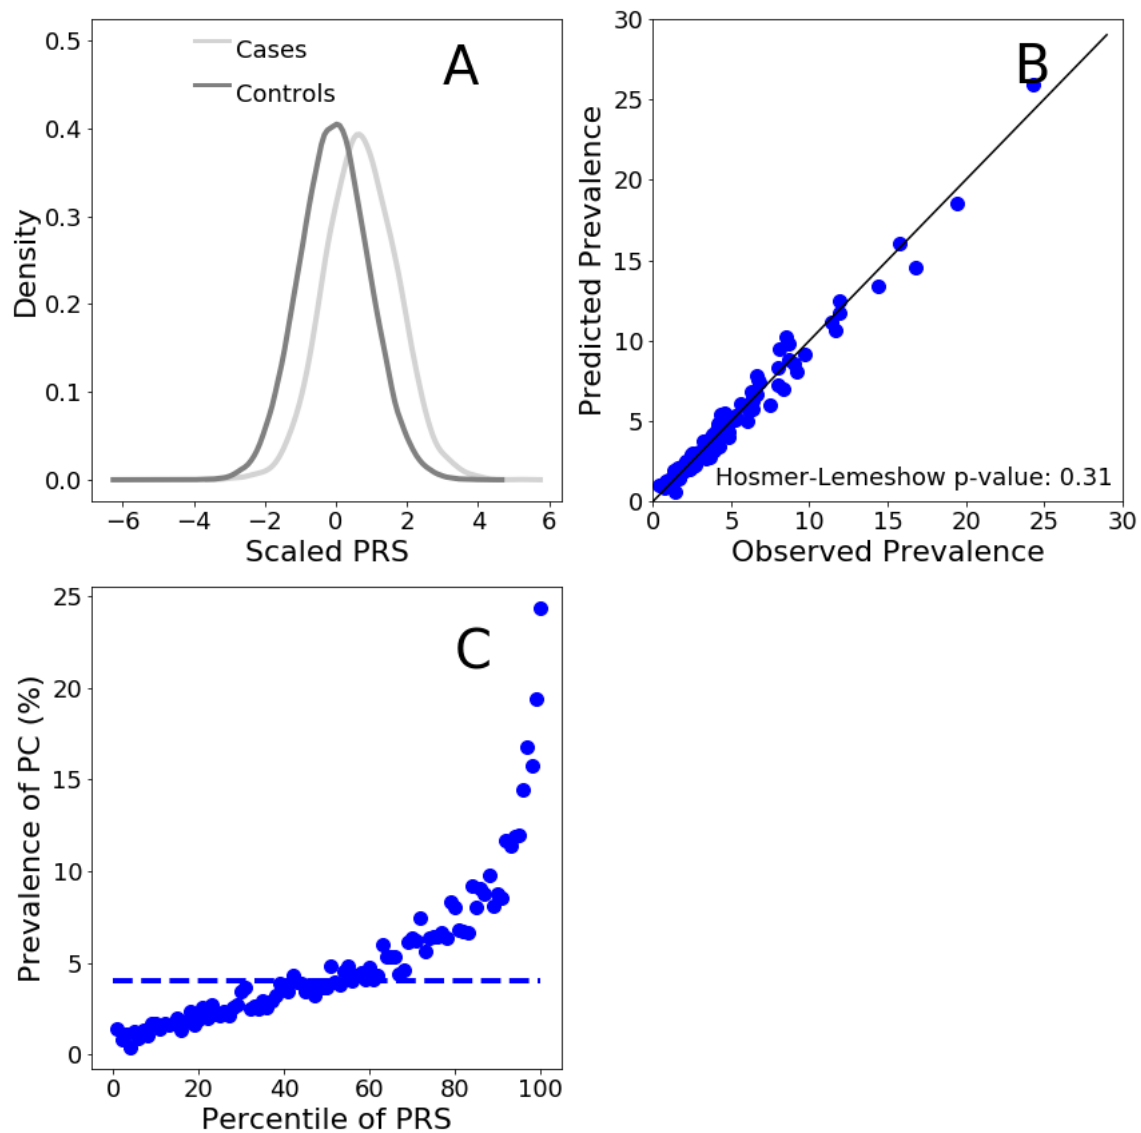 A
Cases
Controls
Density
0.5
0.4
0.3
0.2
0.1
0.0
−6 −4 −2 0 2 4 6
Scaled PRS
B
Predicted Prevalence
30
25
20
15
10
5
0
Hosmer-Lemeshow p-value: 0.31
0 5 10 15 20 25 30
Observed Prevalence
C
Prevalence of PC (%)
25
20
15
10
5
0
0 20 40 60 80 100
Percentile of PRS